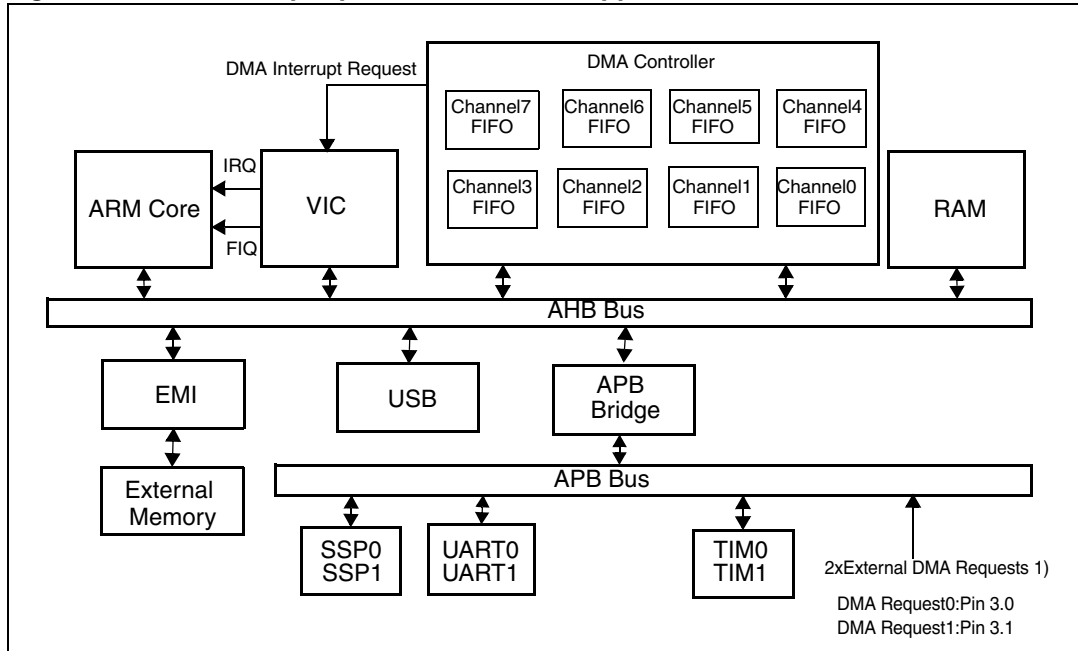 DMA Interrupt Request
DMA Controller
Channel7
FIFO
Channel6
FIFO
Channel5
FIFO
Channel4
FIFO
Channel3
FIFO
Channel2
FIFO
Channel1
FIFO
Channel0
FIFO
ARM Core
IRQ
FIQ
VIC
RAM
AHB Bus
EMI
USB
APB
Bridge
External
Memory
APB Bus
SSP0
SSP1
UART0
UART1
TIM0
TIM1
2xExternal DMA Requests 1)
DMA Request0:Pin 3.0
DMA Request1:Pin 3.1